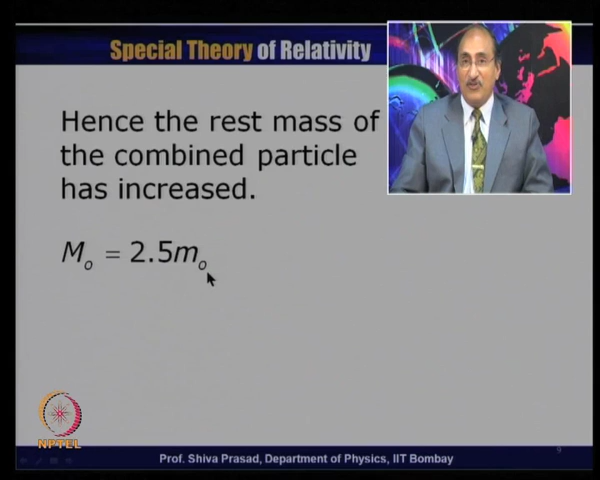 Special Theory of Relativity
Hence the rest mass of
the combined particle
has increased.
Mₒ = 2.5mₒ
NPTEL
9
Prof. Shiva Prasad, Department of Physics, IIT Bombay